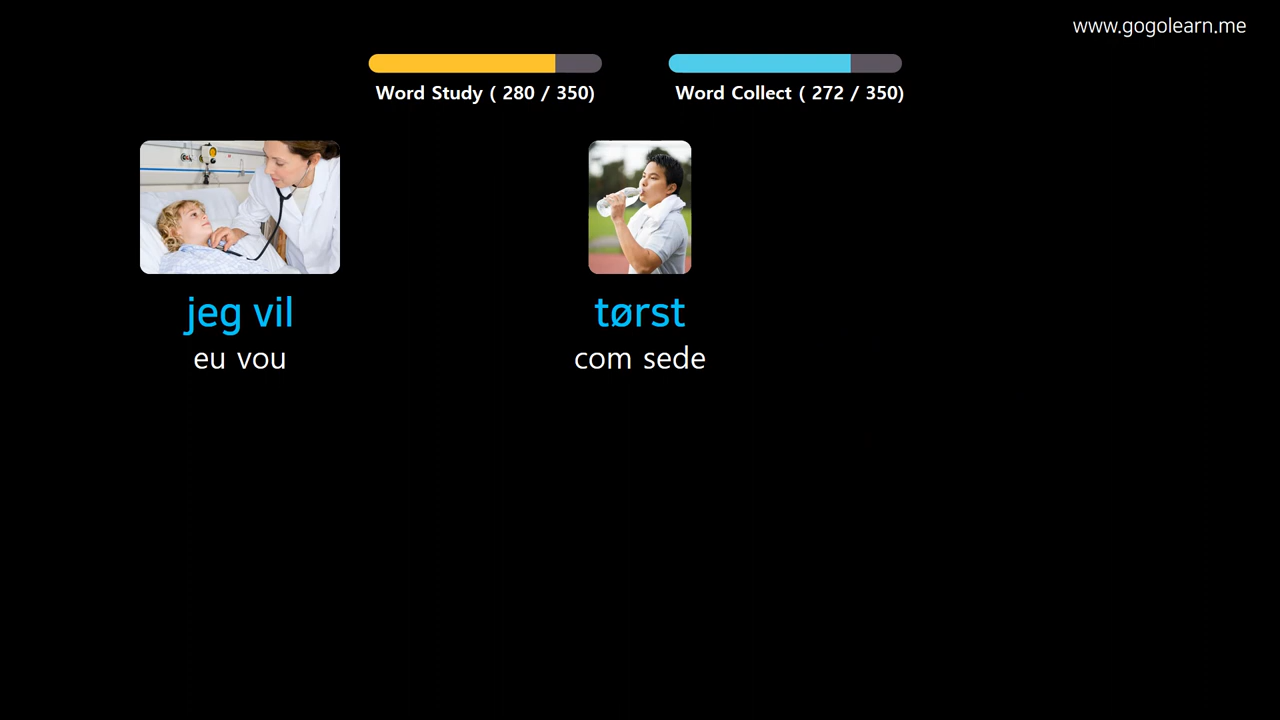 www.gogolearn.me
Word Study ( 280 / 350)
Word Collect ( 272 / 350)
jeg vil
eu vou
tørst
com sede